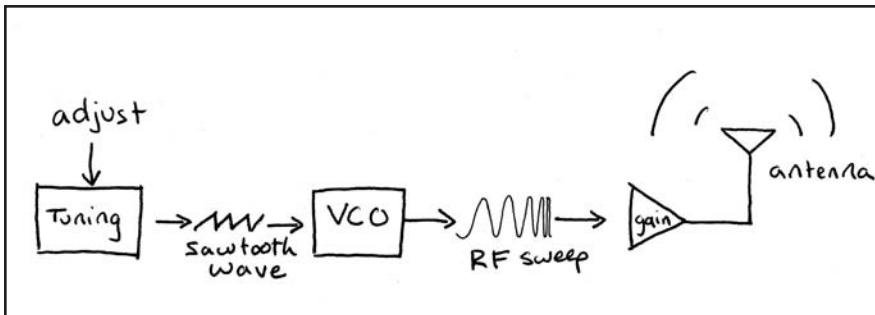 adjust
Tuning
sawtooth
wave
VCO
RF sweep
gain
antenna